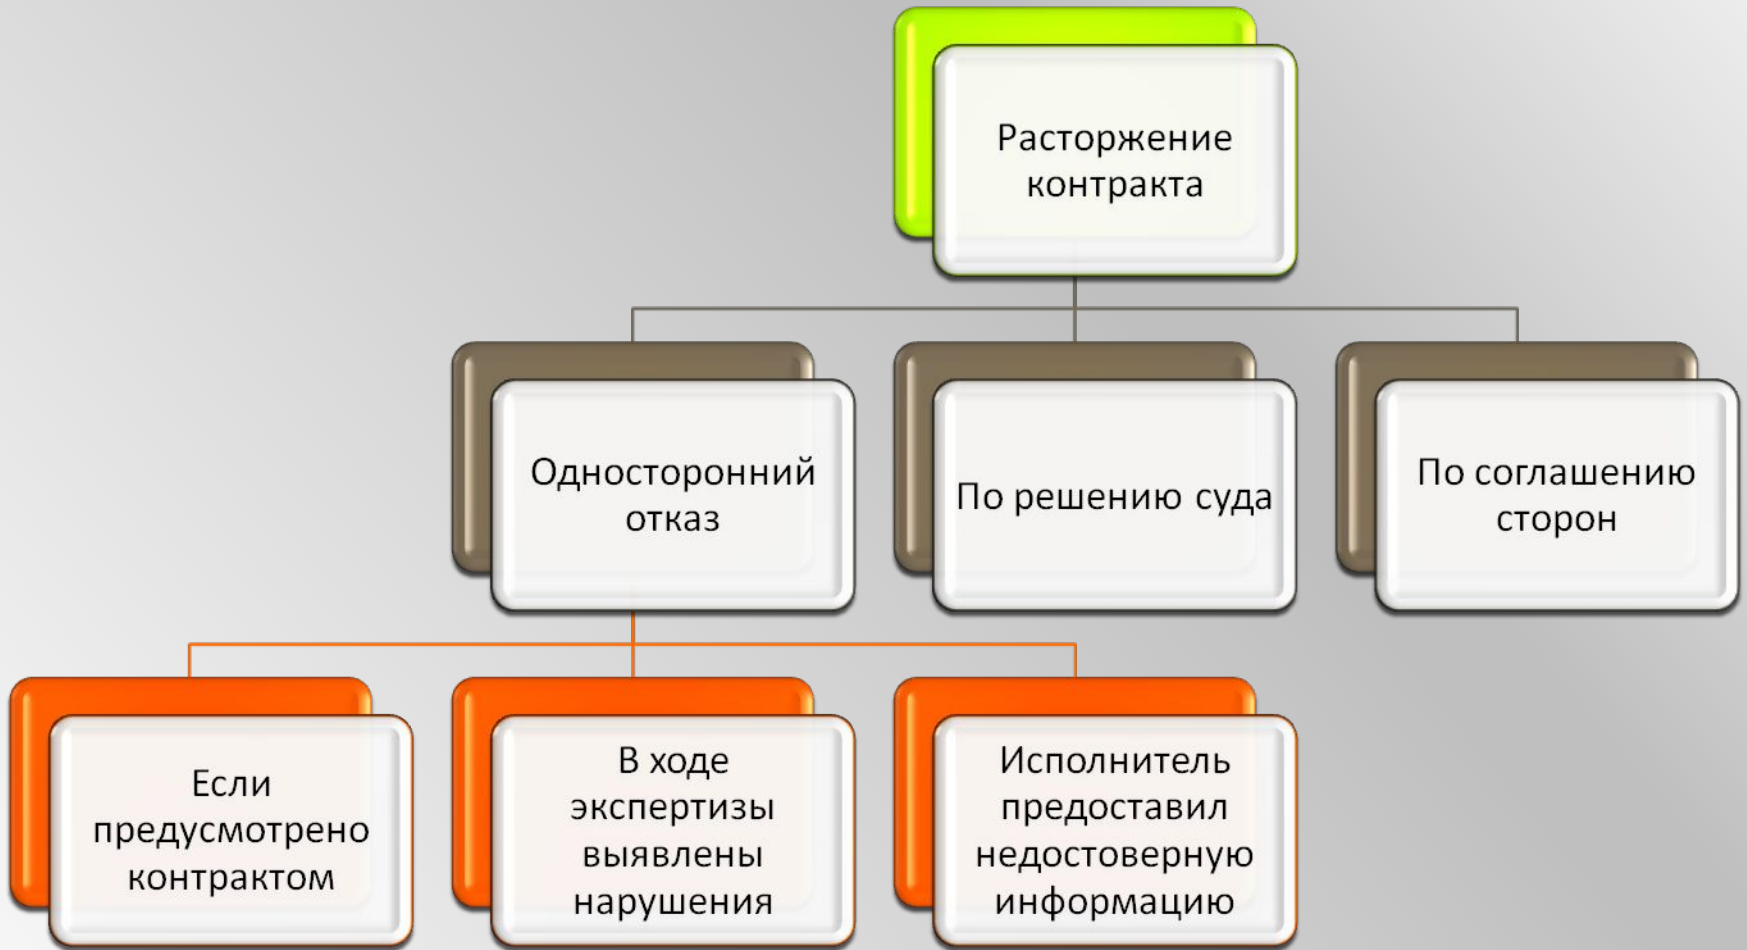 Расторжение
контракта
Односторонний
отказ
По решению суда
По соглашению
сторон
Если
предусмотрено
контрактом
В ходе
экспертизы
выявлены
нарушения
Исполнитель
предоставил
недостоверную
информацию